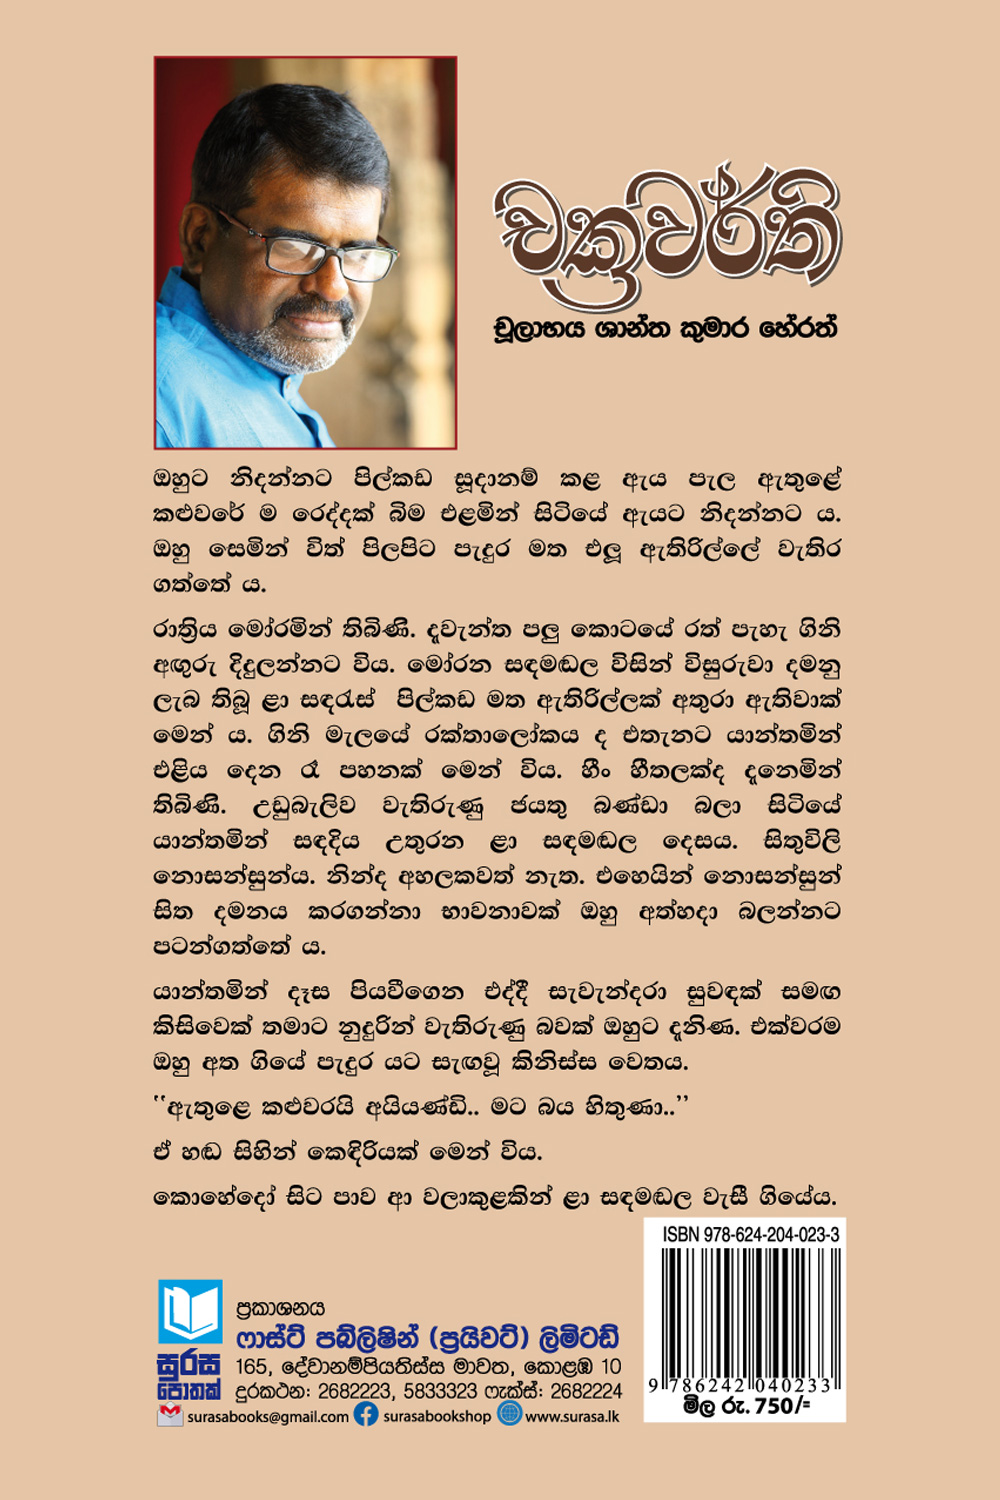 චක්‍රවර්ති
චූලාභය ශාන්ත කුමාර හේරත්
ඔහුට නිදන්නට පිල්කඩ සූදානම් කළ ඇය පැල ඇතුළේ
කළුවරේ ම රෙද්දක් බිම එළමින් සිටියේ ඇයට නිදන්නට ය.
ඔහු සෙමින් විත් පිලපිට පැදුර මත එලූ ඇතිරිල්ලේ වැතිර
ගත්තේ ය.
රාත්‍රිය මෝරමින් තිබිණි. දැවැන්ත පලු කොටයේ රත් පැහැ ගිනි
අඟුරු දිදුලන්නට විය. මෝරන සඳමඬල විසින් විසුරුවා දමනු
ලැබ තිබූ ළා සඳරැස් පිල්කඩ මත ඇතිරිල්ලක් අතුරා ඇතිවාක්
මෙන් ය. ගිනි මැලයේ රක්තාලෝකය ද එතැනට යාන්තමින්
එළිය දෙන රෑ පහනක් මෙන් විය. හීං හීතලක්ද දැනෙමින්
තිබිණි. උඩුබැලිව වැතිරුණු ජයතු බණ්ඩා බලා සිටියේ
යාන්තමින් සඳදිය උතුරන ළා සඳමඬල දෙසය. සිතුවිලි
නොසන්සුන්ය. නින්ද අහලකවත් නැත. එහෙයින් නොසන්සුන්
සිත දමනය කරගන්නා භාවනාවක් ඔහු අත්හදා බලන්නට
පටන්ගත්තේ ය.
යාන්තමින් දෑස පියවීගෙන එද්දී සැවැන්දරා සුවඳක් සමඟ
කිසිවෙක් තමාට නුදුරින් වැතිරුණු බවක් ඔහුට දැනිණ. එක්වරම
ඔහු අත ගියේ පැදුර යට සැඟවූ කිනිස්ස වෙතය.
‘‘ඇතුළෙ කළුවරයි අයියණ්ඩි.. මට බය හිතුණා..’’
ඒ හඬ සිහින් කෙඳිරියක් මෙන් විය.
කොහේදෝ සිට පාව ආ වලාකුළකින් ළා සඳමඬල වැසී ගියේය.
ISBN 978-624-204-023-3
9 786242 040233
මිල රු. 750/=
සුරස
පොතක්
ප්‍රකාශනය
ෆාස්ට් පබ්ලිෂින් (ප්‍රයිවට්) ලිමිටඩ්
165, දේවානම්පියතිස්ස මාවත, කොළඹ 10
දුරකථන: 2682223, 5833323 ෆැක්ස්: 2682224
surasabooks@gmail.com surasabookshop www.surasa.lk